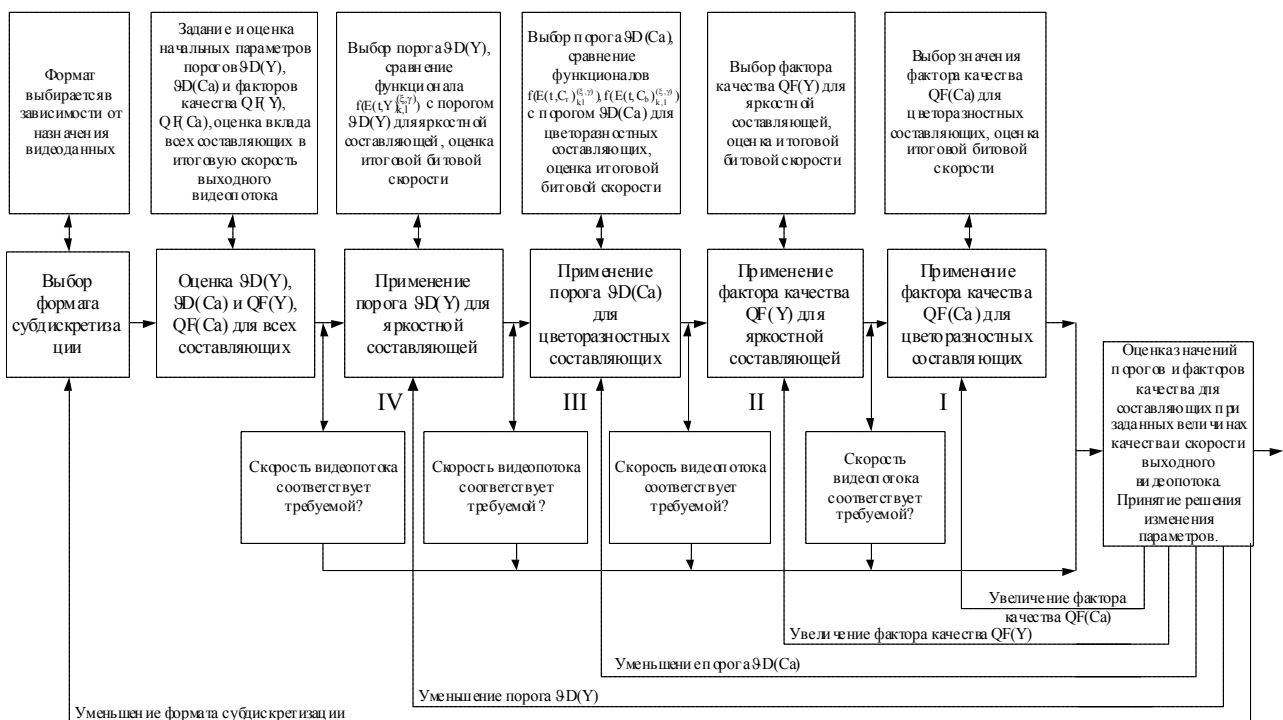 Формат
выбирается в
зависимости от
назначения
видеоданных
Задание и оценка
начальных параметров
порогов ϑD(Y),
ϑD(Ca) и факторов
качества QF(Y),
QF(Ca), оценка вклада
всех составляющих в
итоговую скорость
выходного
видеопотока
Выбор порога ϑD(Y),
сравнение
функционала
f(E(t,Y)_{k,l}^{(ξ,γ)}) с порогом
ϑD(Y) для яркостной
составляющей, оценка
итоговой битовой
скорости
Выбор порога ϑD(Ca),
сравнение
функционалов
f(E(t,C_r)_{k,l}^{(ξ,γ)}), f(E(t,C_b)_{k,l}^{(ξ,γ)})
с порогом ϑD(Ca) для
цветоразностных
составляющих,
оценка итоговой
битовой скорости
Выбор фактора
качества QF(Y) для
яркостной
составляющей,
оценка итоговой
битовой скорости
Выбор значения
фактора качества
QF(Ca) для
цветоразностных
составляющих, оценка
итоговой битовой
скорости
Выбор
формата
субдискретиза
ции
Оценка ϑD(Y),
ϑD(Ca) и QF(Y),
QF(Ca) для всех
составляющих
Применение
порога ϑD(Y) для
яркостной
составляющей
Применение
порога ϑD(Ca)
для
цветоразностных
составляющих
Применение
фактора качества
QF(Y) для
яркостной
составляющей
Применение
фактора качества
QF(Ca) для
цветоразностных
составляющих
Оценка значений
порогов и факторов
качества для
составляющих при
заданных величинах
качества и скорости
выходного
видеопотока.
Принятие решения
изменения
параметров.
IV
III
II
I
Скорость видеопотока
соответствует
требуемой?
Скорость видеопотока
соответствует
требуемой?
Скорость видеопотока
соответствует
требуемой?
Скорость
видеопотока
соответствует
требуемой?
Увеличение фактора
качества QF(Ca)
Увеличение фактора качества QF(Y)
Уменьшение порога ϑD(Ca)
Уменьшение порога ϑD(Y)
Уменьшение формата субдискретизации